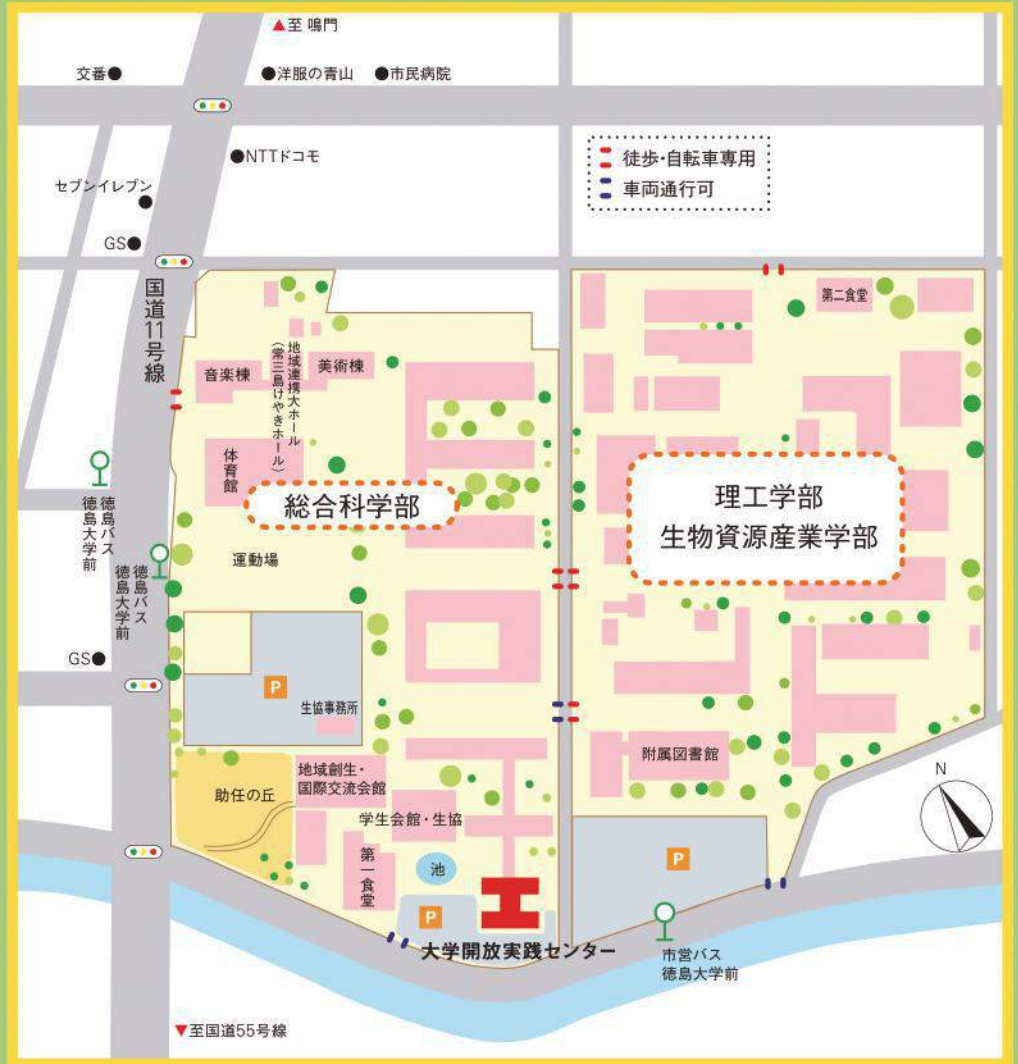 ▲至 鳴門
交番●
●洋服の青山
●市民病院
●NTTドコモ
徒歩・自転車専用
車両通行可
セブンイレブン
GS●
国道11号線
第二食堂
音楽棟
地域連携大ホール
(常三島けやきホール)
美術棟
体育館
総合科学部
理工学部
生物資源産業学部
徳島バス
徳島大学前
運動場
徳島バス
徳島大学前
GS●
P
生協事務所
附属図書館
N
地域創生・
国際交流会館
助任の丘
学生会館・生協
第一食堂
池
P
P
大学開放実践センター
市営バス
徳島大学前
▼至国道55号線